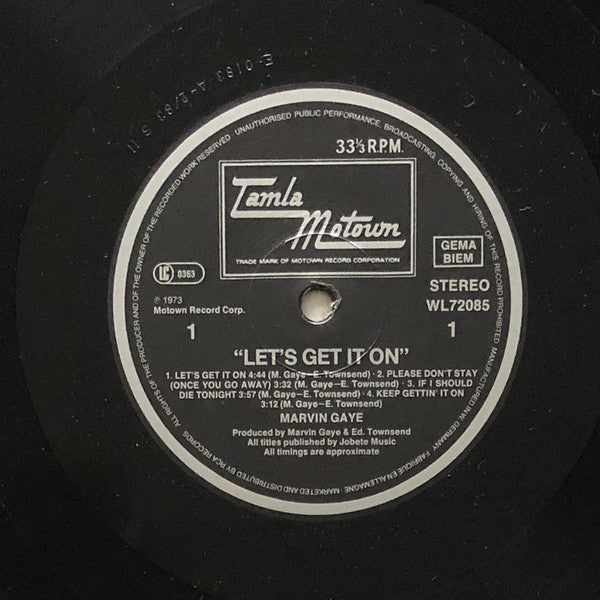 E-0183 A-2/83 S II
ALL RIGHTS OF THE PRODUCER AND OF THE OWNER OF THE RECORDED WORK RESERVED. UNAUTHORISED PUBLIC PERFORMANCE, BROADCASTING, COPYING AND HIRING OF THIS RECORD PROHIBITED. MANUFACTURED IN W. GERMANY. FABRIQUE EN ALLEMAGNE. MARKETED AND DISTRIBUTED BY RCA RECORDS.
33⅓ R.P.M.
Tamla
Motown
TRADE MARK OF MOTOWN RECORD CORPORATION
LC 0363
GEMA
BIEM
℗ 1973
Motown Record Corp.
STEREO
WL72085
1
1
“LET'S GET IT ON”
1. LET'S GET IT ON 4:44 (M. Gaye–E. Townsend) · 2. PLEASE DON'T STAY
(ONCE YOU GO AWAY) 3:32 (M. Gaye–E. Townsend) · 3. IF I SHOULD
DIE TONIGHT 3:57 (M. Gaye–E. Townsend) · 4. KEEP GETTIN' IT ON
3:12 (M. Gaye–E. Townsend)
MARVIN GAYE
Produced by Marvin Gaye & Ed. Townsend
All titles published by Jobete Music
All timings are approximate